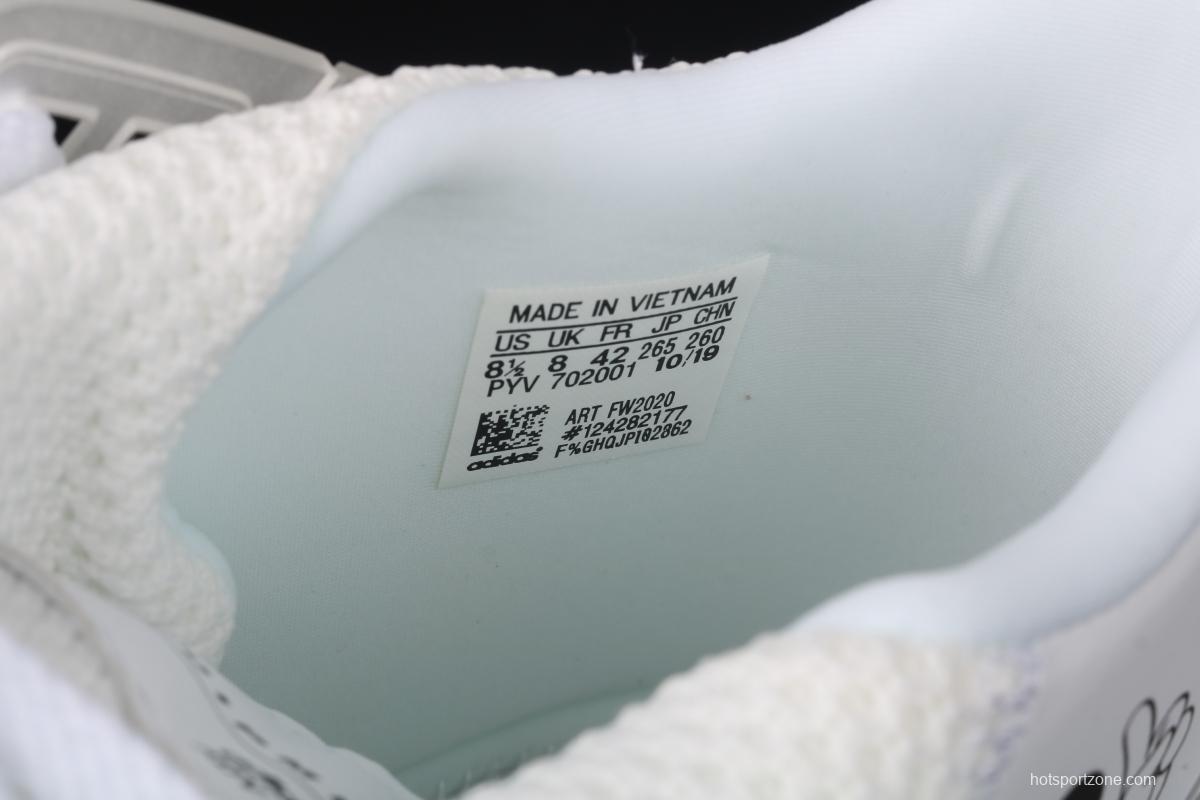 MADE IN VIETNAM
US UK FR JP CHN
8½ 8 42 265 260
PYV 702001 10/19
ART FW2020
#124282177
F%GHQJPI02862
adidas
hotsportzone.com